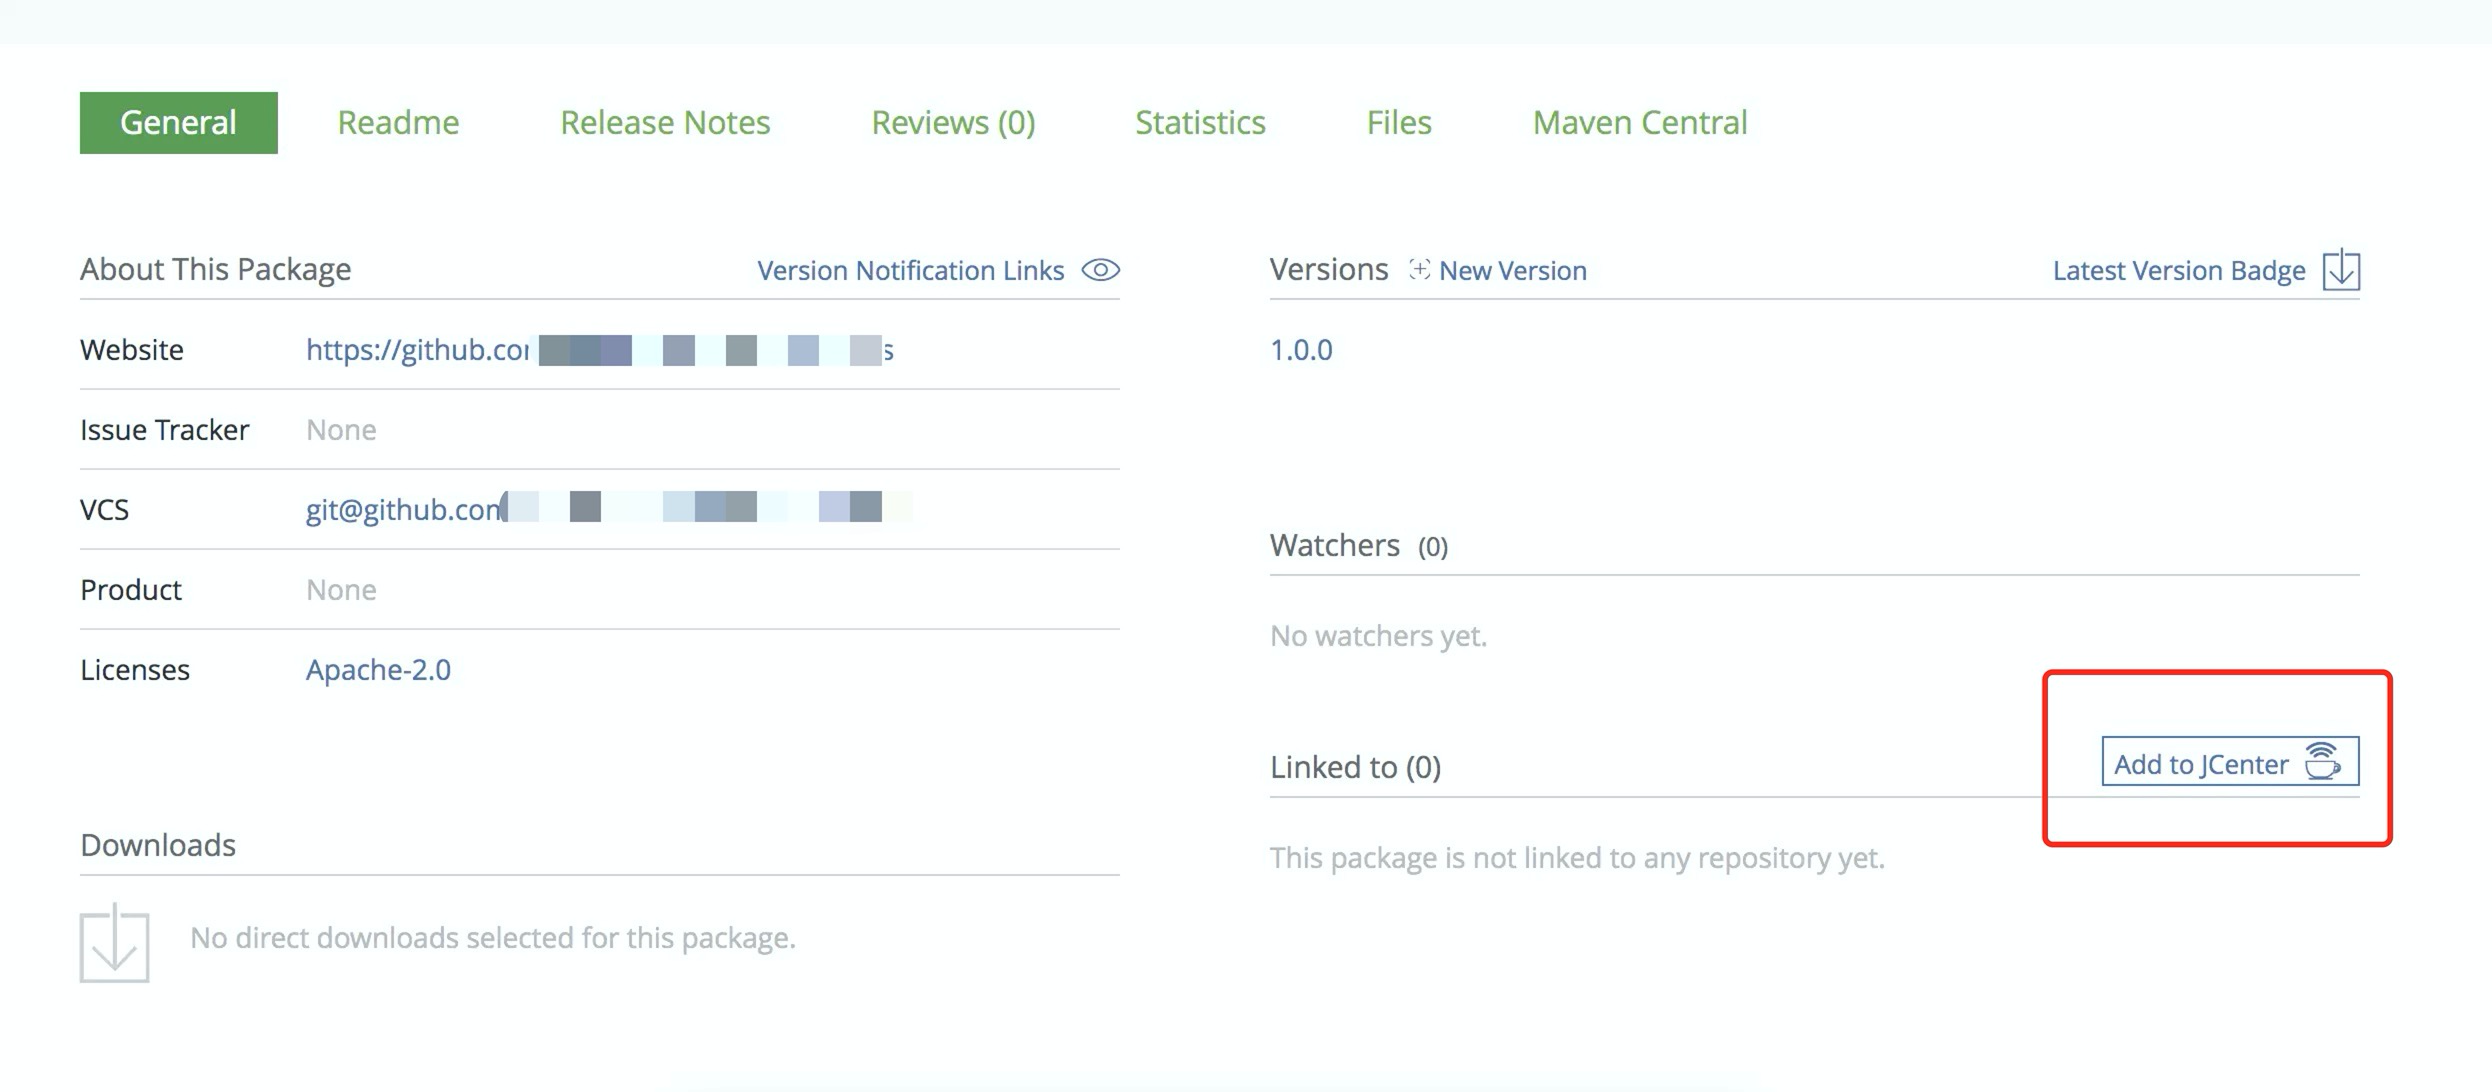 General Readme Release Notes Reviews (0) Statistics Files Maven Central
About This Package Version Notification Links
Website https://github.co s
Issue Tracker None
VCS git@github.com
Product None
Licenses Apache-2.0
Downloads
No direct downloads selected for this package.
Versions New Version Latest Version Badge
1.0.0
Watchers (0)
No watchers yet.
Linked to (0) Add to JCenter
This package is not linked to any repository yet.